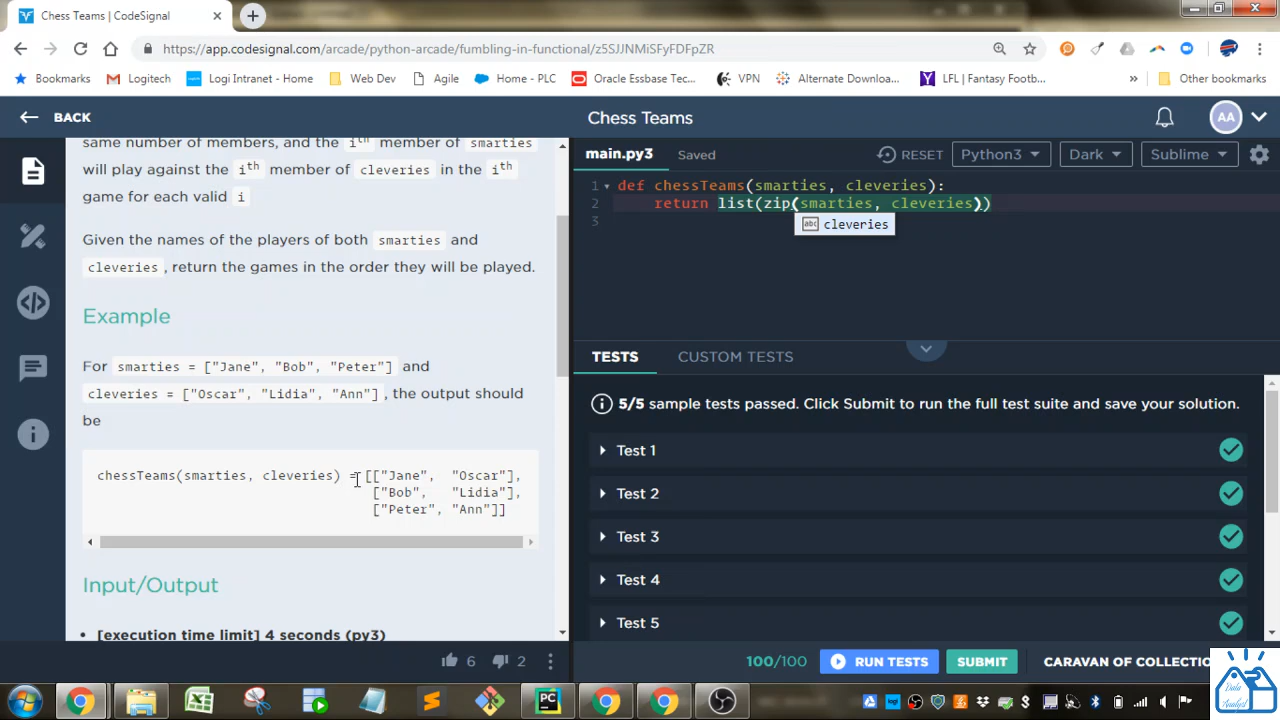 Chess Teams | CodeSignal
https://app.codesignal.com/arcade/python-arcade/fumbling-in-functional/z5SJJNMiSFyFDFpZR
Bookmarks Logitech Logi Intranet - Home Web Dev Agile Home - PLC Oracle Essbase Tec... VPN Alternate Downloa... LFL | Fantasy Footb... » Other bookmarks
BACK Chess Teams AA
same number of members, and the ith member of smarties
will play against the ith member of cleveries in the ith
game for each valid i
Given the names of the players of both smarties and
cleveries, return the games in the order they will be played.
Example
For smarties = ["Jane", "Bob", "Peter"] and
cleveries = ["Oscar", "Lidia", "Ann"], the output should
be
chessTeams(smarties, cleveries) = [["Jane", "Oscar"],
["Bob", "Lidia"],
["Peter", "Ann"]]
Input/Output
• [execution time limit] 4 seconds (py3)
6 2
main.py3 Saved RESET Python3 Dark Sublime
1 def chessTeams(smarties, cleveries):
2 return list(zip(smarties, cleveries))
3
abc cleveries
TESTS CUSTOM TESTS
5/5 sample tests passed. Click Submit to run the full test suite and save your solution.
Test 1
Test 2
Test 3
Test 4
Test 5
100/100 RUN TESTS SUBMIT CARAVAN OF COLLECTIO
PC
Data
Analyst